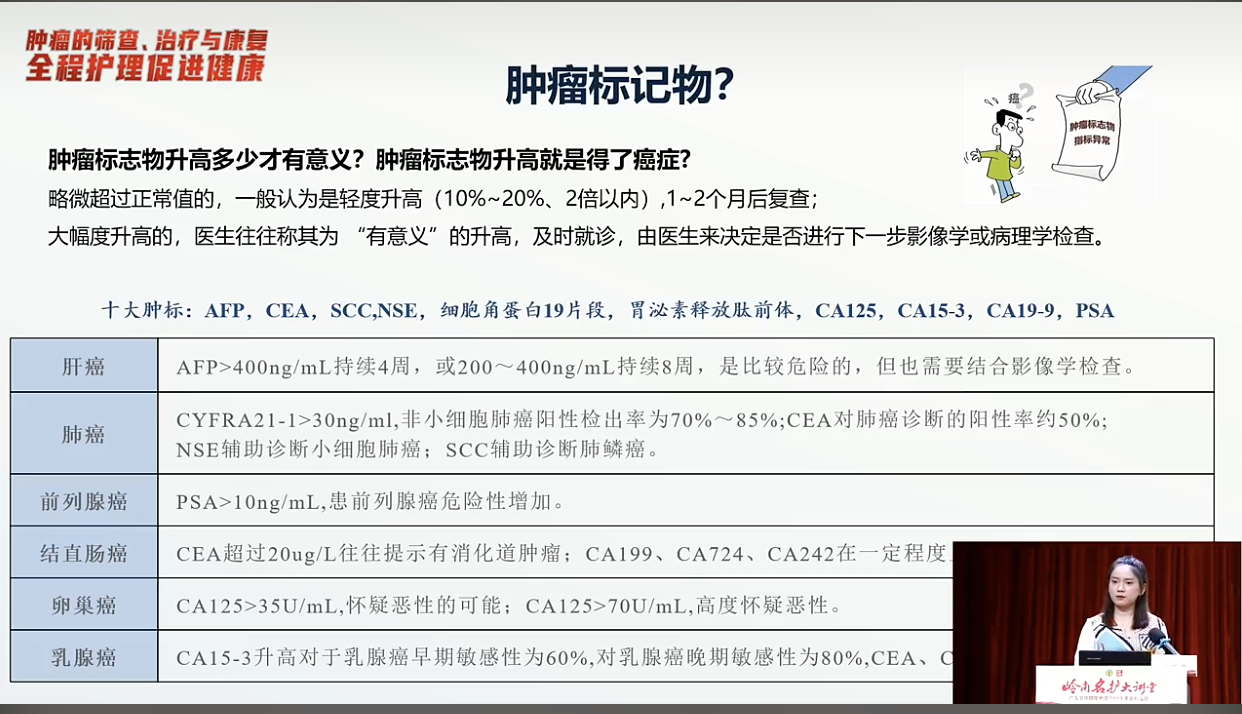 肿瘤的筛查、治疗与康复
全程护理促进健康
肿瘤标记物?
癌?
肿瘤标志物
指标异常
肿瘤标志物升高多少才有意义？肿瘤标志物升高就是得了癌症?
略微超过正常值的，一般认为是轻度升高（10%~20%、2倍以内）,1~2个月后复查；
大幅度升高的，医生往往称其为 “有意义”的升高，及时就诊，由医生来决定是否进行下一步影像学或病理学检查。
十大肿标：AFP，CEA，SCC,NSE，细胞角蛋白19片段，胃泌素释放肽前体，CA125，CA15-3，CA19-9，PSA
肝癌
AFP>400ng/mL持续4周，或200～400ng/mL持续8周，是比较危险的，但也需要结合影像学检查。
肺癌
CYFRA21-1>30ng/ml,非小细胞肺癌阳性检出率为70%～85%;CEA对肺癌诊断的阳性率约50%;
NSE辅助诊断小细胞肺癌；SCC辅助诊断肺鳞癌。
前列腺癌
PSA>10ng/mL,患前列腺癌危险性增加。
结直肠癌
CEA超过20ug/L往往提示有消化道肿瘤；CA199、CA724、CA242在一定程度
卵巢癌
CA125>35U/mL,怀疑恶性的可能；CA125>70U/mL,高度怀疑恶性。
乳腺癌
CA15-3升高对于乳腺癌早期敏感性为60%,对乳腺癌晚期敏感性为80%,CEA、C
岭南名护大讲堂